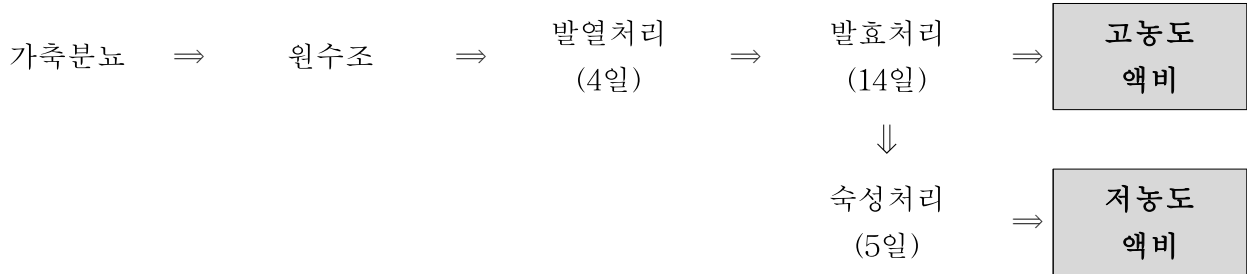 가축분뇨 ⇒ 원수조 ⇒ 발열처리 ⇒ 발효처리 ⇒ 고농도
(4일) (14일) 액비
⇓
숙성처리 ⇒ 저농도
(5일) 액비